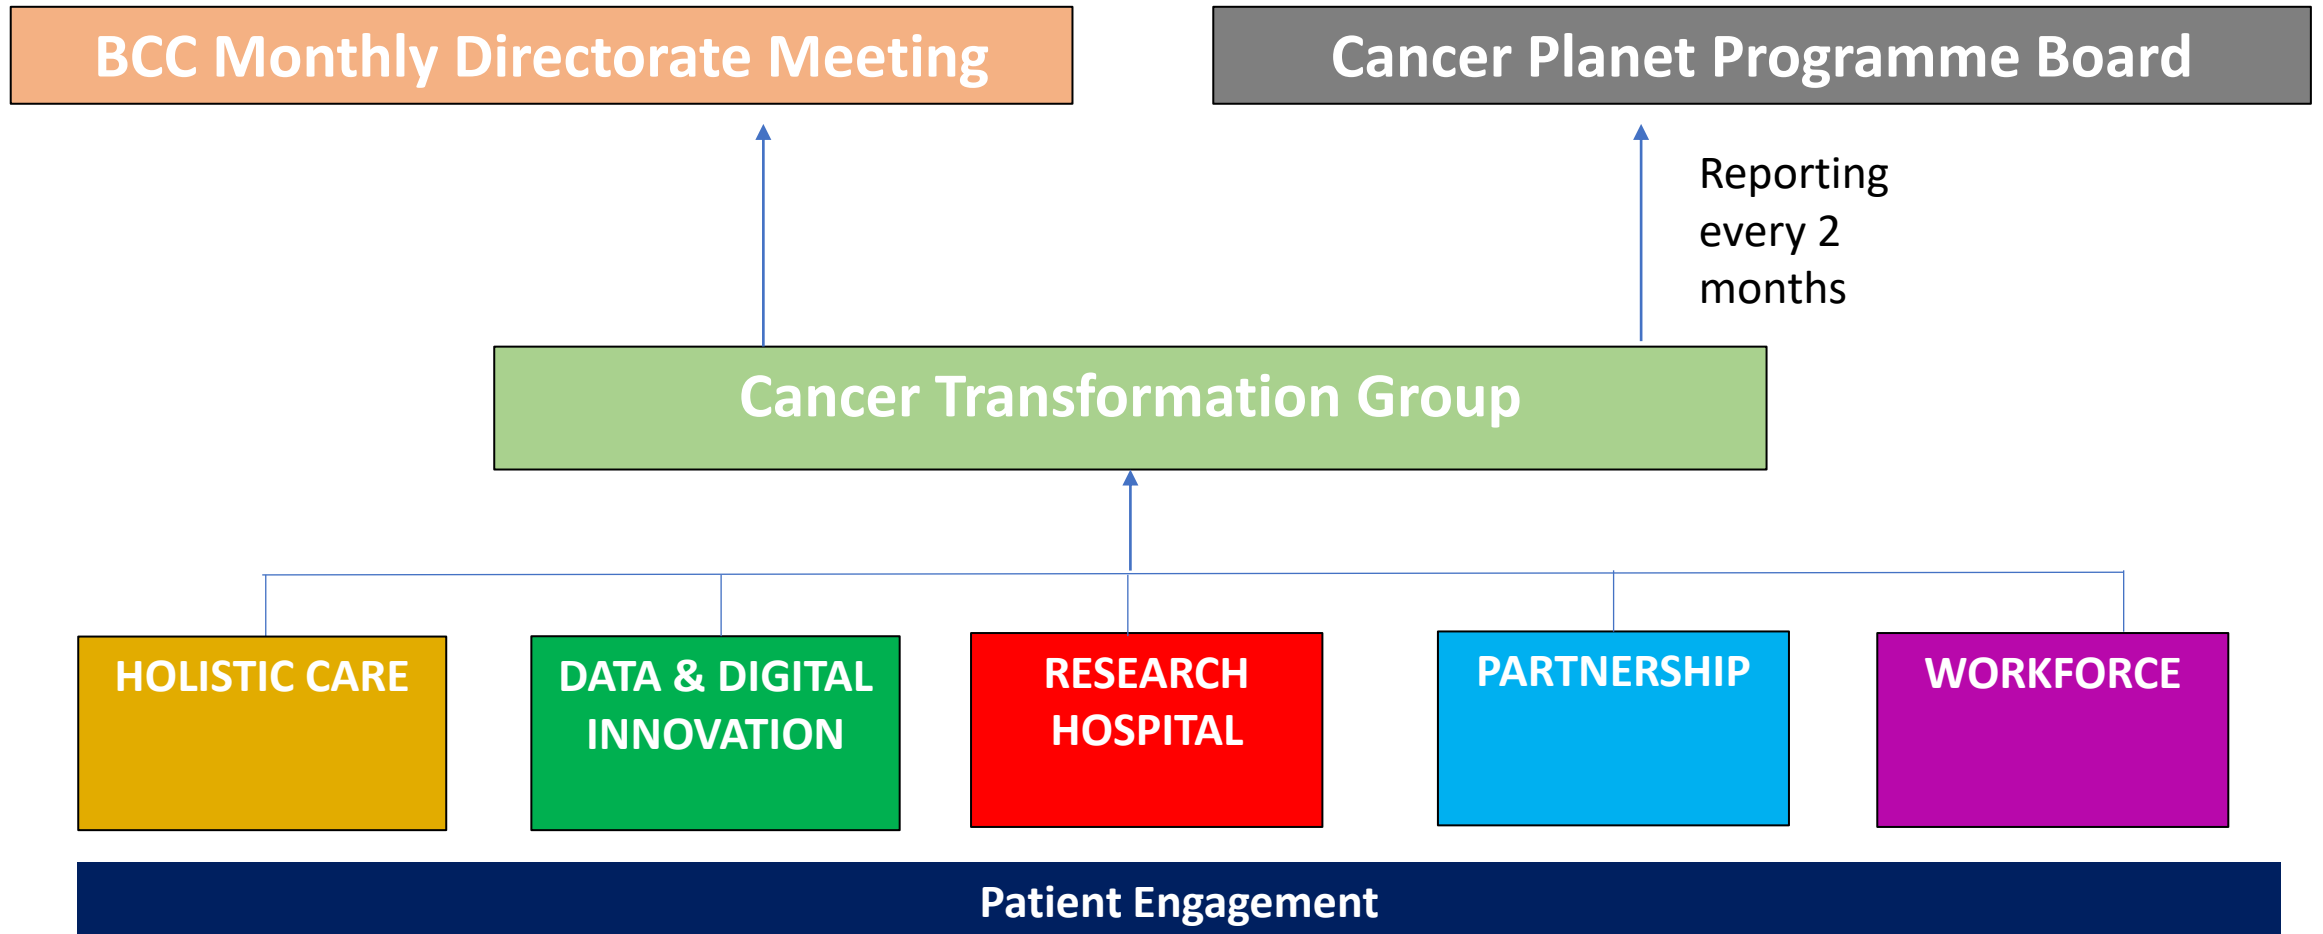 BCC Monthly Directorate Meeting
Cancer Planet Programme Board
Reporting
every 2
months
Cancer Transformation Group
HOLISTIC CARE
DATA & DIGITAL
INNOVATION
RESEARCH
HOSPITAL
PARTNERSHIP
WORKFORCE
Patient Engagement